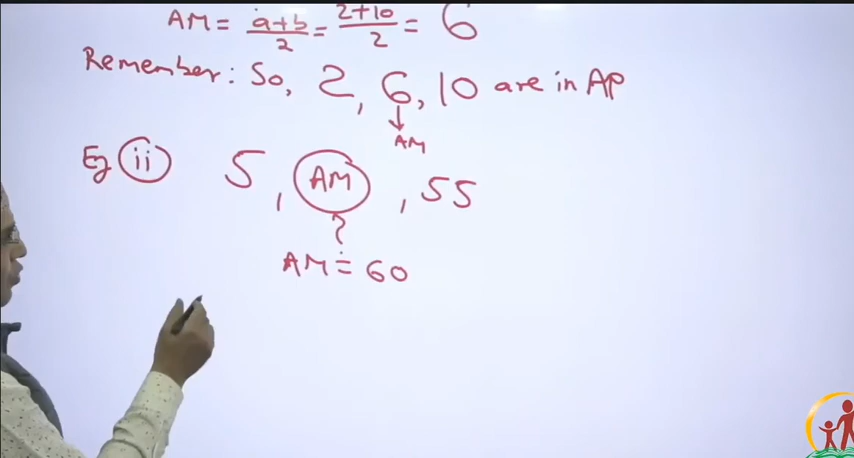 AM = a+b/2 = 2+10/2 = 6
Remember: So, 2, 6, 10 are in AP
AM
Eg ii 5, AM, 55
?
AM = 60